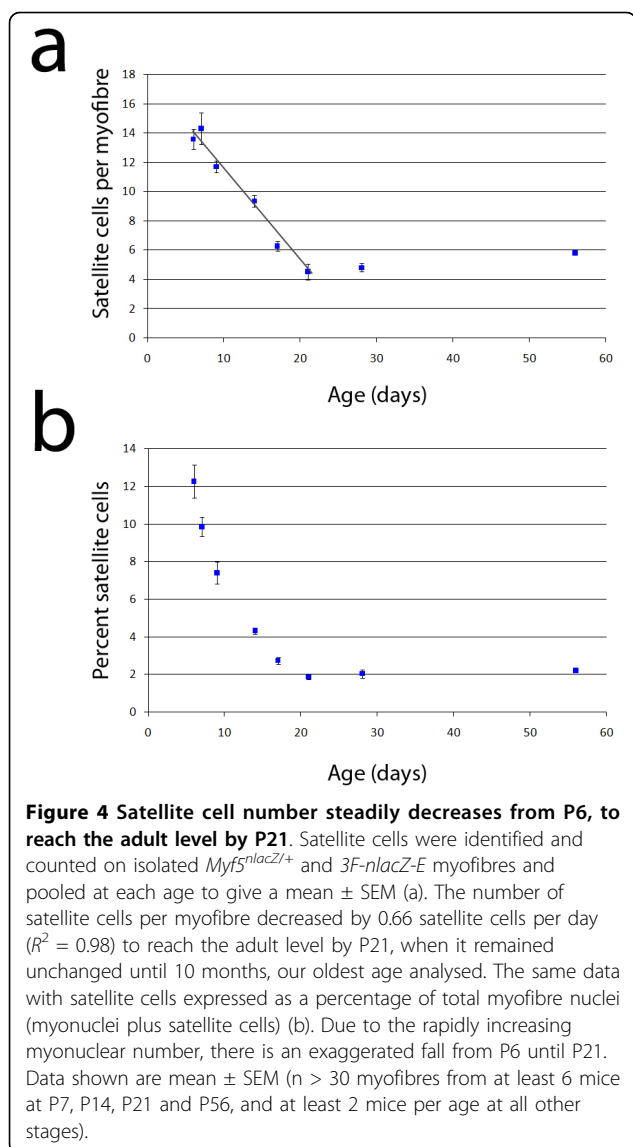 a
18
16
14
12
10
8
6
4
2
0
Satellite cells per myofibre
0 10 20 30 40 50 60
Age (days)
b
14
12
10
8
6
4
2
0
Percent satellite cells
0 10 20 30 40 50 60
Age (days)
Figure 4 Satellite cell number steadily decreases from P6, to
reach the adult level by P21. Satellite cells were identified and
counted on isolated Myf5nlacZ/+ and 3F-nlacZ-E myofibres and
pooled at each age to give a mean ± SEM (a). The number of
satellite cells per myofibre decreased by 0.66 satellite cells per day
(R2 = 0.98) to reach the adult level by P21, when it remained
unchanged until 10 months, our oldest age analysed. The same data
with satellite cells expressed as a percentage of total myofibre nuclei
(myonuclei plus satellite cells) (b). Due to the rapidly increasing
myonuclear number, there is an exaggerated fall from P6 until P21.
Data shown are mean ± SEM (n > 30 myofibres from at least 6 mice
at P7, P14, P21 and P56, and at least 2 mice per age at all other
stages).